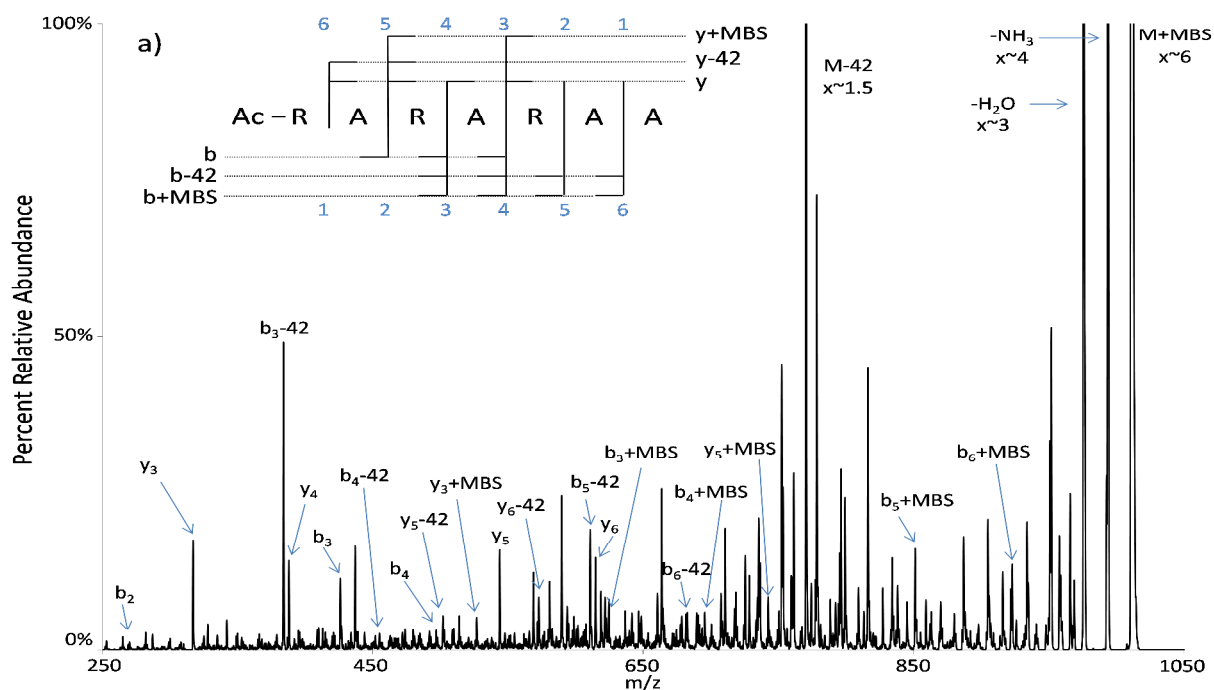 100%
50%
0%
Percent Relative Abundance
250
450
650
850
1050
m/z
a)
6 5 4 3 2 1
y+MBS
y-42
y
Ac – R A R A R A A
b
b-42
b+MBS
1 2 3 4 5 6
M-42
x~1.5
-NH₃
x~4
-H₂O
x~3
M+MBS
x~6
b₂
y₃
b₃-42
y₄
b₃
b₄-42
b₄
y₅-42
y₃+MBS
y₅
y₆-42
b₅-42
y₆
b₃+MBS
b₆-42
b₄+MBS
y₅+MBS
b₅+MBS
b₆+MBS